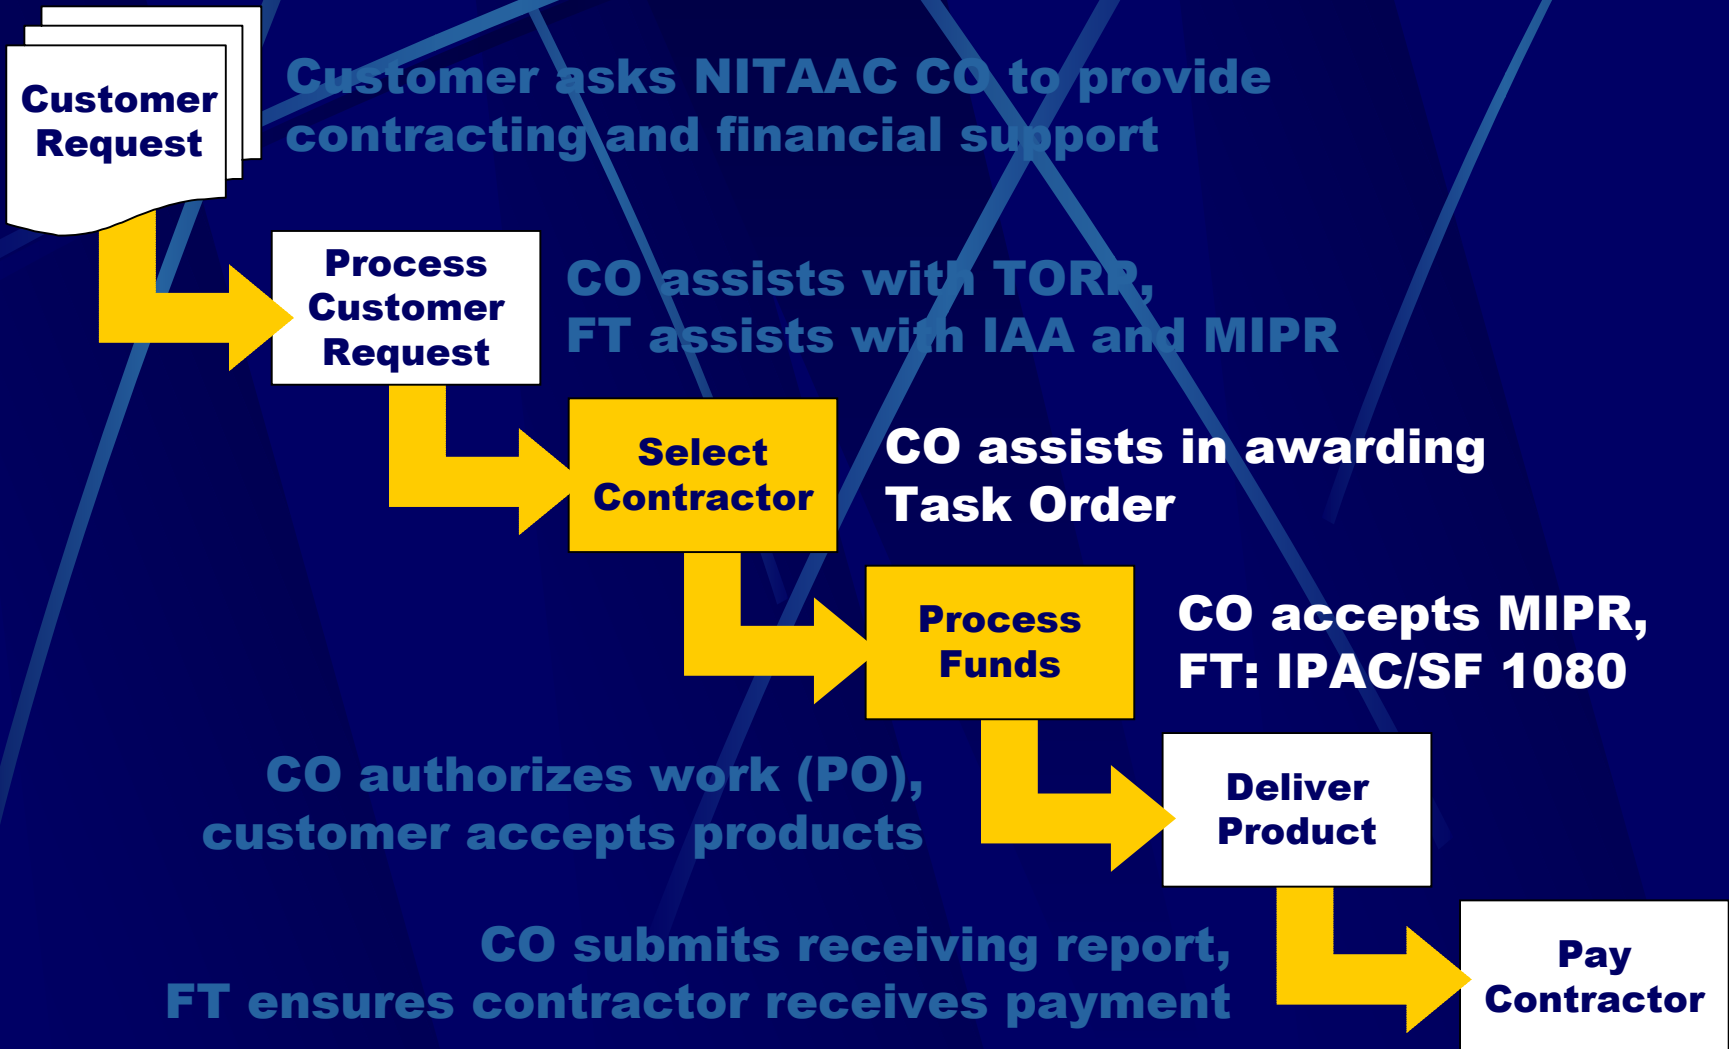 Customer
Request
Customer asks NITAAC CO to provide
contracting and financial support
Process
Customer
Request
CO assists with TORP,
FT assists with IAA and MIPR
Select
Contractor
CO assists in awarding
Task Order
Process
Funds
CO accepts MIPR,
FT: IPAC/SF 1080
CO authorizes work (PO),
customer accepts products
Deliver
Product
CO submits receiving report,
FT ensures contractor receives payment
Pay
Contractor